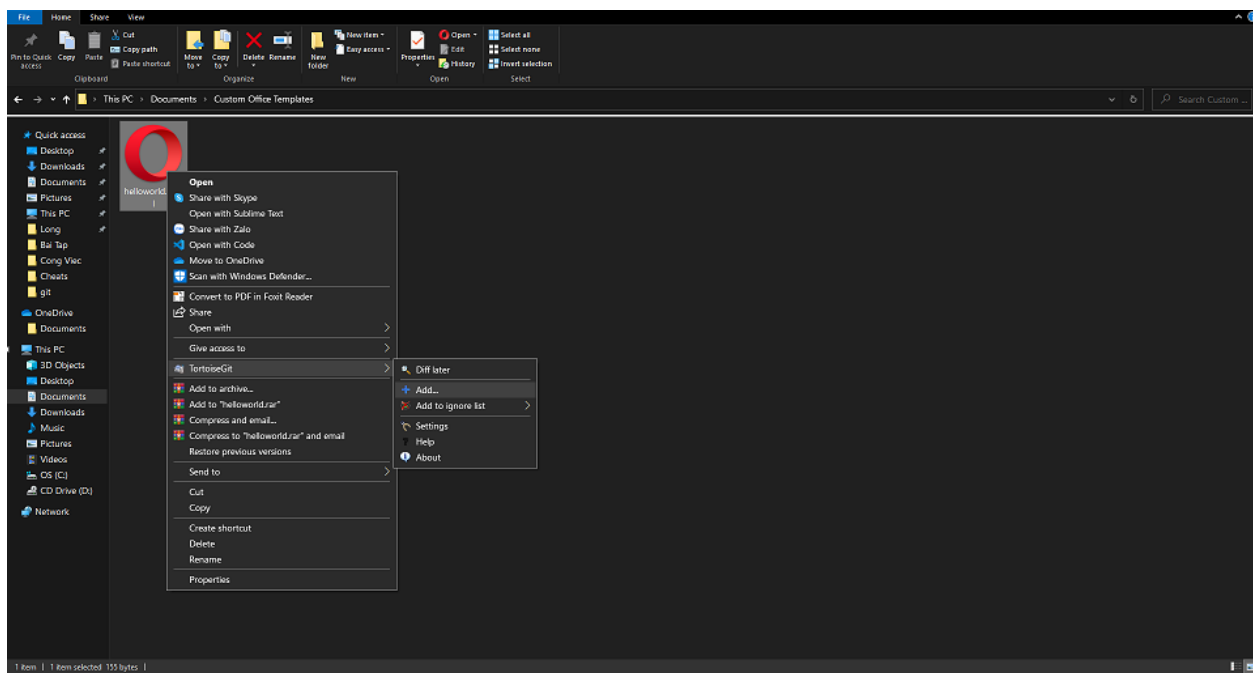 File Home Share View
Pin to Quick access
Copy
Paste
Cut
Copy path
Paste shortcut
Clipboard
Move to
Copy to
Delete
Rename
Organize
New folder
New item
Easy access
New
Properties
Open
Edit
History
Open
Select all
Select none
Invert selection
Select
This PC > Documents > Custom Office Templates
Search Custom ...
Quick access
Desktop
Downloads
Documents
Pictures
This PC
Long
Bai Tap
Cong Viec
Cheats
git
OneDrive
Documents
This PC
3D Objects
Desktop
Documents
Downloads
Music
Pictures
Videos
OS (C:)
CD Drive (D:)
Network
helloworld.
l
Open
Share with Skype
Open with Sublime Text
Share with Zalo
Open with Code
Move to OneDrive
Scan with Windows Defender...
Convert to PDF in Foxit Reader
Share
Open with
Give access to
TortoiseGit
Add to archive...
Add to "helloworld.rar"
Compress and email...
Compress to "helloworld.rar" and email
Restore previous versions
Send to
Cut
Copy
Create shortcut
Delete
Rename
Properties
Diff later
Add...
Add to ignore list
Settings
Help
About
1 item | 1 item selected 155 bytes |